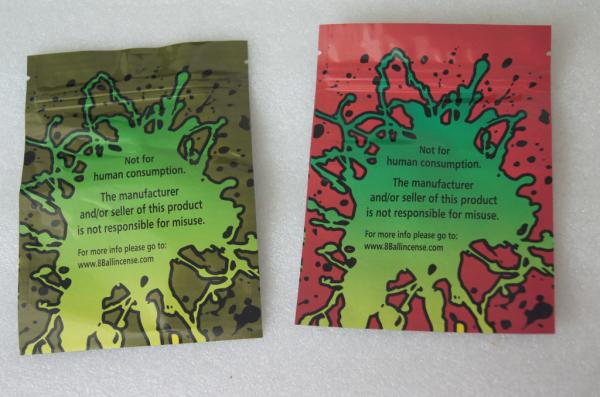 Not for
human consumption.
The manufacturer
and/or seller of this product
is not responsible for misuse.
For more info please go to:
www.8Ballincense.com
Not for
human consumption.
The manufacturer
and/or seller of this product
is not responsible for misuse.
For more info please go to:
www.8Ballincense.com